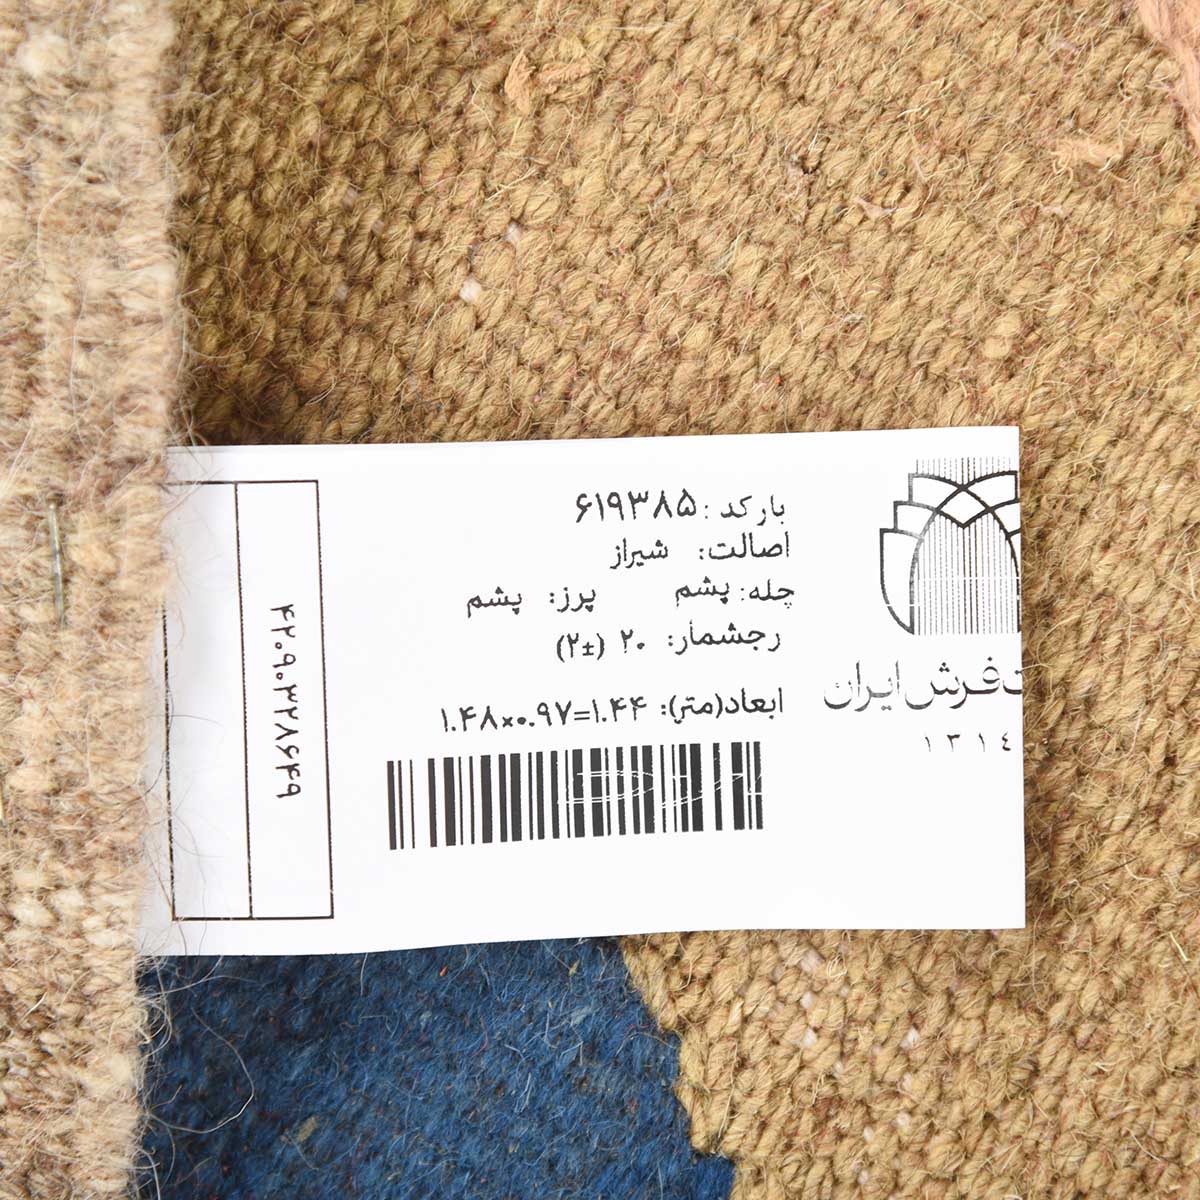 بارکد: ۶۱۹۳۸۵
اصالت: شیراز
چله: پشم پرز: پشم
رجشمار: ۲۰ (±۲)
ابعاد(متر): ۱.۴۸×۰.۹۷=۱.۴۴
فرش ایران
۱۳۱٤
۴۲۰۹۰۳۲۸۶۴۹